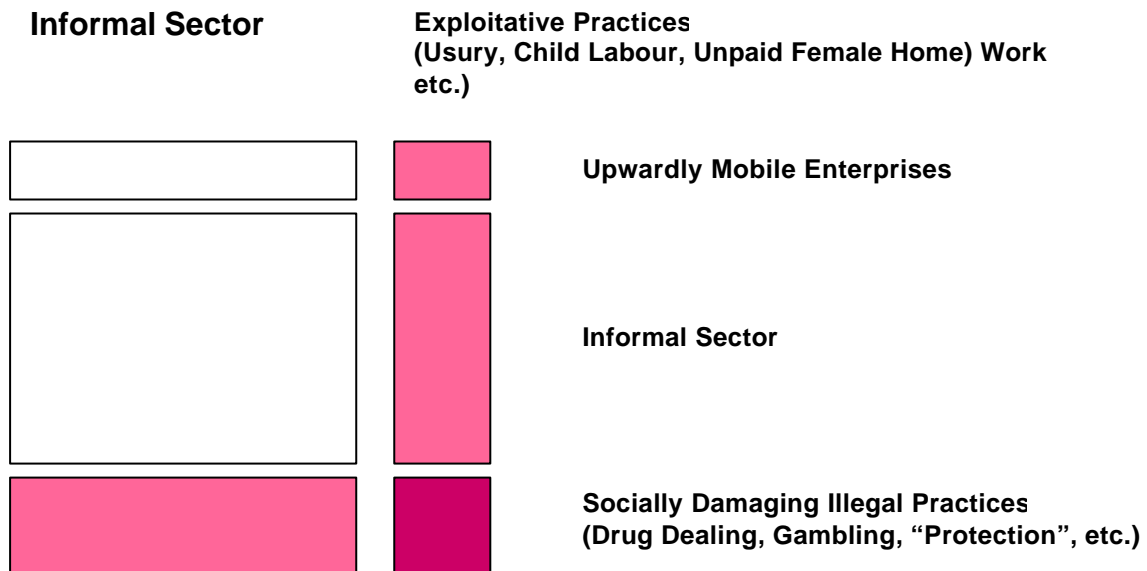 Informal Sector
Exploitative Practices
(Usury, Child Labour, Unpaid Female Home) Work
etc.)
Upwardly Mobile Enterprises
Informal Sector
Socially Damaging Illegal Practices
(Drug Dealing, Gambling, “Protection”, etc.)